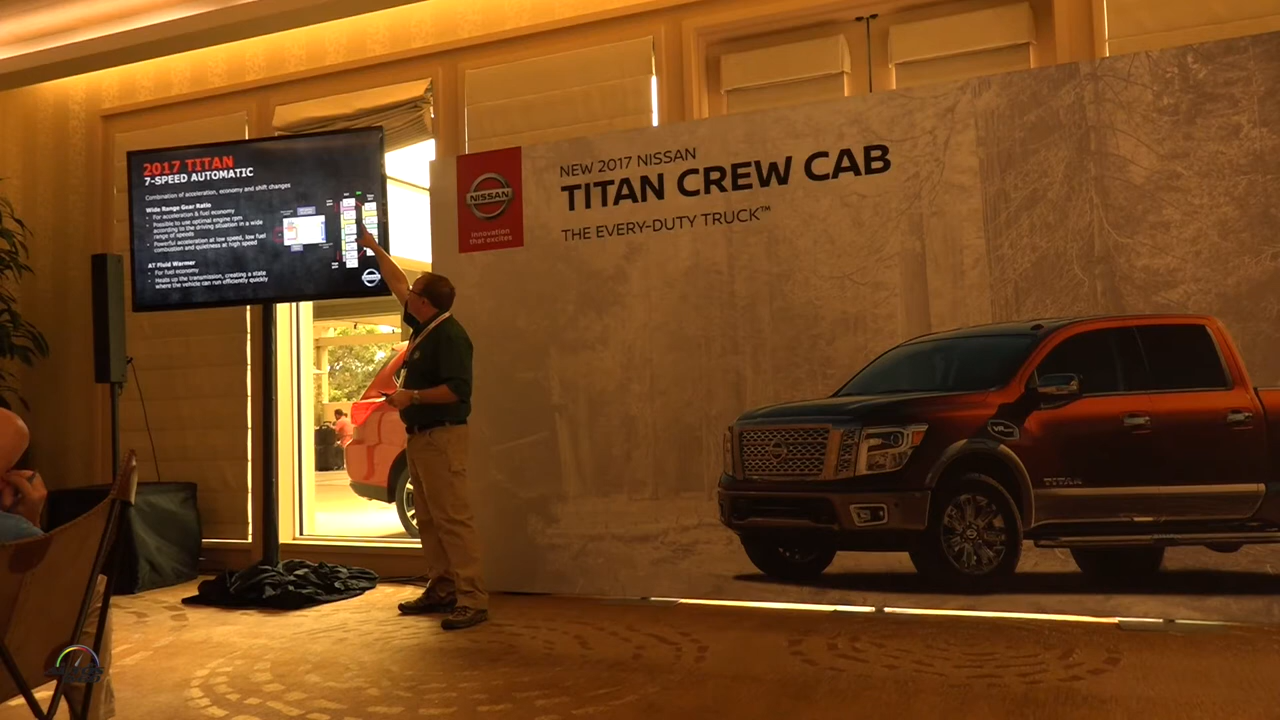 2017 TITAN
7-SPEED AUTOMATIC
Combination of acceleration, economy and shift changes
Wide Range Gear Ratio
• For acceleration & fuel economy
• Possible to use optimal engine rpm
according to the driving situation in a wide
range of speeds
• Powerful acceleration at low speed, low fuel
combustion and quietness at high speed
AT Fluid Warmer
• For fuel economy
• Heats up the transmission, creating a state
where the vehicle can run efficiently quickly
NISSAN
Innovation
that excites
NEW 2017 NISSAN
TITAN CREW CAB
THE EVERY-DUTY TRUCK™
V8
TITAN